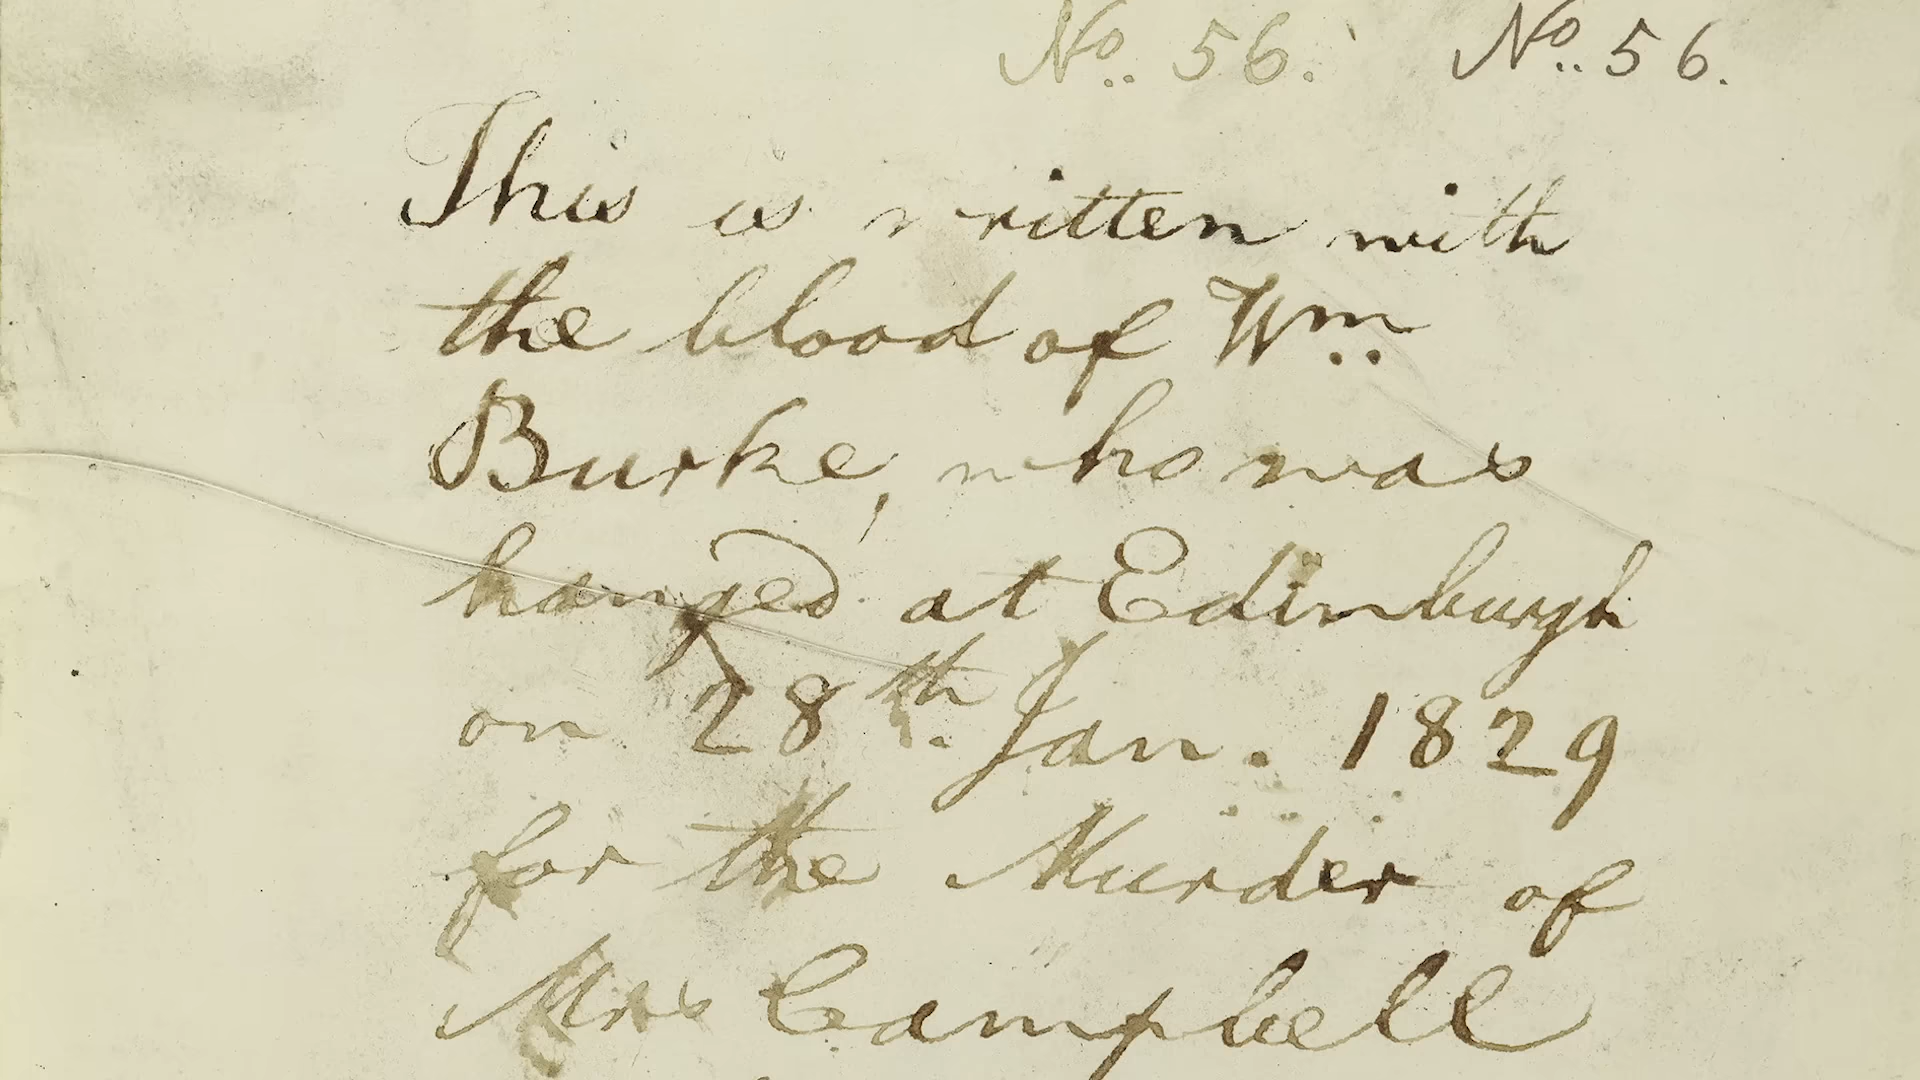 No. 56. No. 56.
This is written with
the blood of Wm.
Burke, who was
hanged at Edinburgh
on 28th. Jan. 1829
for the Murder of
Mrs Campbell